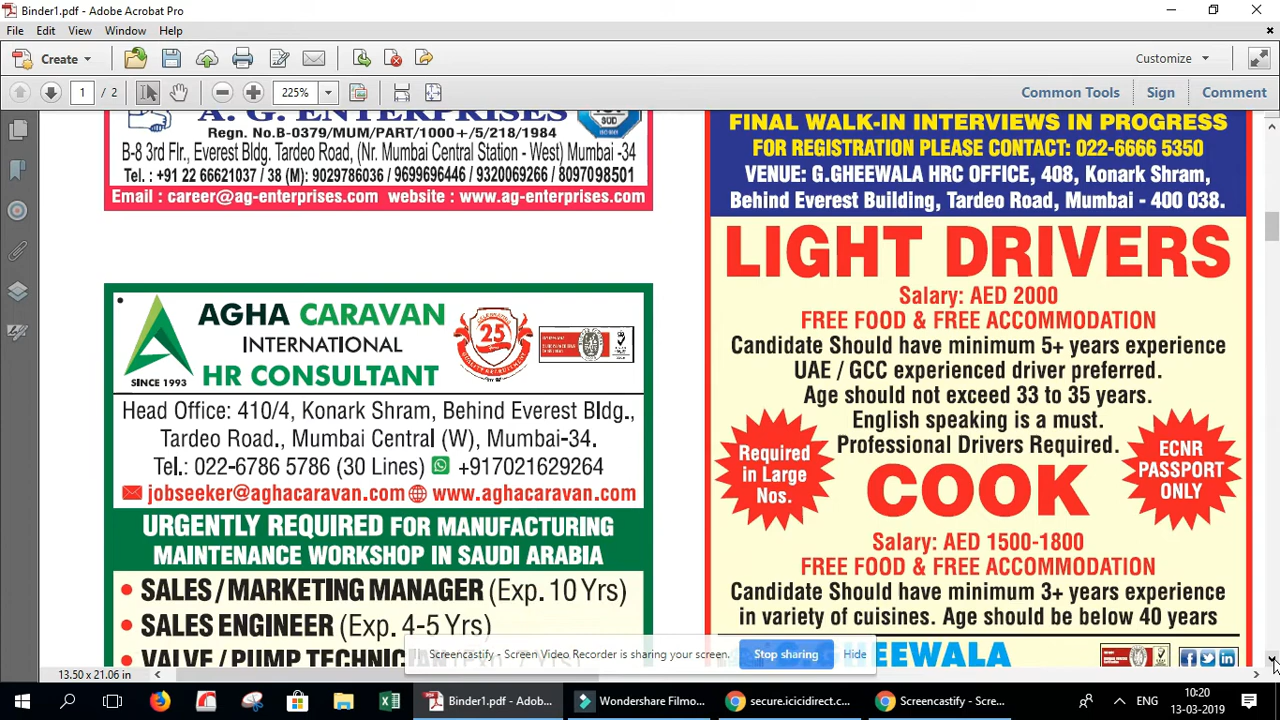 Binder1.pdf - Adobe Acrobat Pro
File Edit View Window Help
Create
Customize
1 / 2
225%
Common Tools
Sign
Comment
A. G. ENTERPRISES
Regn. No.B-0379/MUM/PART/1000+/5/218/1984
B-8 3rd Flr., Everest Bldg. Tardeo Road, (Nr. Mumbai Central Station - West) Mumbai -34
Tel. : +91 22 66621037 / 38 (M): 9029786036 / 9699696446 / 9320069266 / 8097098501
Email : career@ag-enterprises.com website : www.ag-enterprises.com
AGHA CARAVAN
INTERNATIONAL
HR CONSULTANT
SINCE 1993
25
Head Office: 410/4, Konark Shram, Behind Everest Bldg.,
Tardeo Road., Mumbai Central (W), Mumbai-34.
Tel.: 022-6786 5786 (30 Lines) +917021629264
jobseeker@aghacaravan.com www.aghacaravan.com
URGENTLY REQUIRED FOR MANUFACTURING
MAINTENANCE WORKSHOP IN SAUDI ARABIA
• SALES / MARKETING MANAGER (Exp. 10 Yrs)
• SALES ENGINEER (Exp. 4-5 Yrs)
VALVE / PUMP
FINAL WALK-IN INTERVIEWS IN PROGRESS
FOR REGISTRATION PLEASE CONTACT: 022-6666 5350
VENUE: G.GHEEWALA HRC OFFICE, 408, Konark Shram,
Behind Everest Building, Tardeo Road, Mumbai - 400 038.
LIGHT DRIVERS
Salary: AED 2000
FREE FOOD & FREE ACCOMMODATION
Candidate Should have minimum 5+ years experience
UAE / GCC experienced driver preferred.
Age should not exceed 33 to 35 years.
English speaking is a must.
Professional Drivers Required.
Required
in Large
Nos.
ECNR
PASSPORT
ONLY
COOK
Salary: AED 1500-1800
FREE FOOD & FREE ACCOMMODATION
Candidate Should have minimum 3+ years experience
in variety of cuisines. Age should be below 40 years
GHEEWALA
Screencastify - Screen Video Recorder is sharing your screen.
Stop sharing
Hide
13.50 x 21.06 in
Binder1.pdf - Adob...
Wondershare Filmo...
secure.icicidirect.c...
Screencastify - Scre...
ENG
10:20
13-03-2019